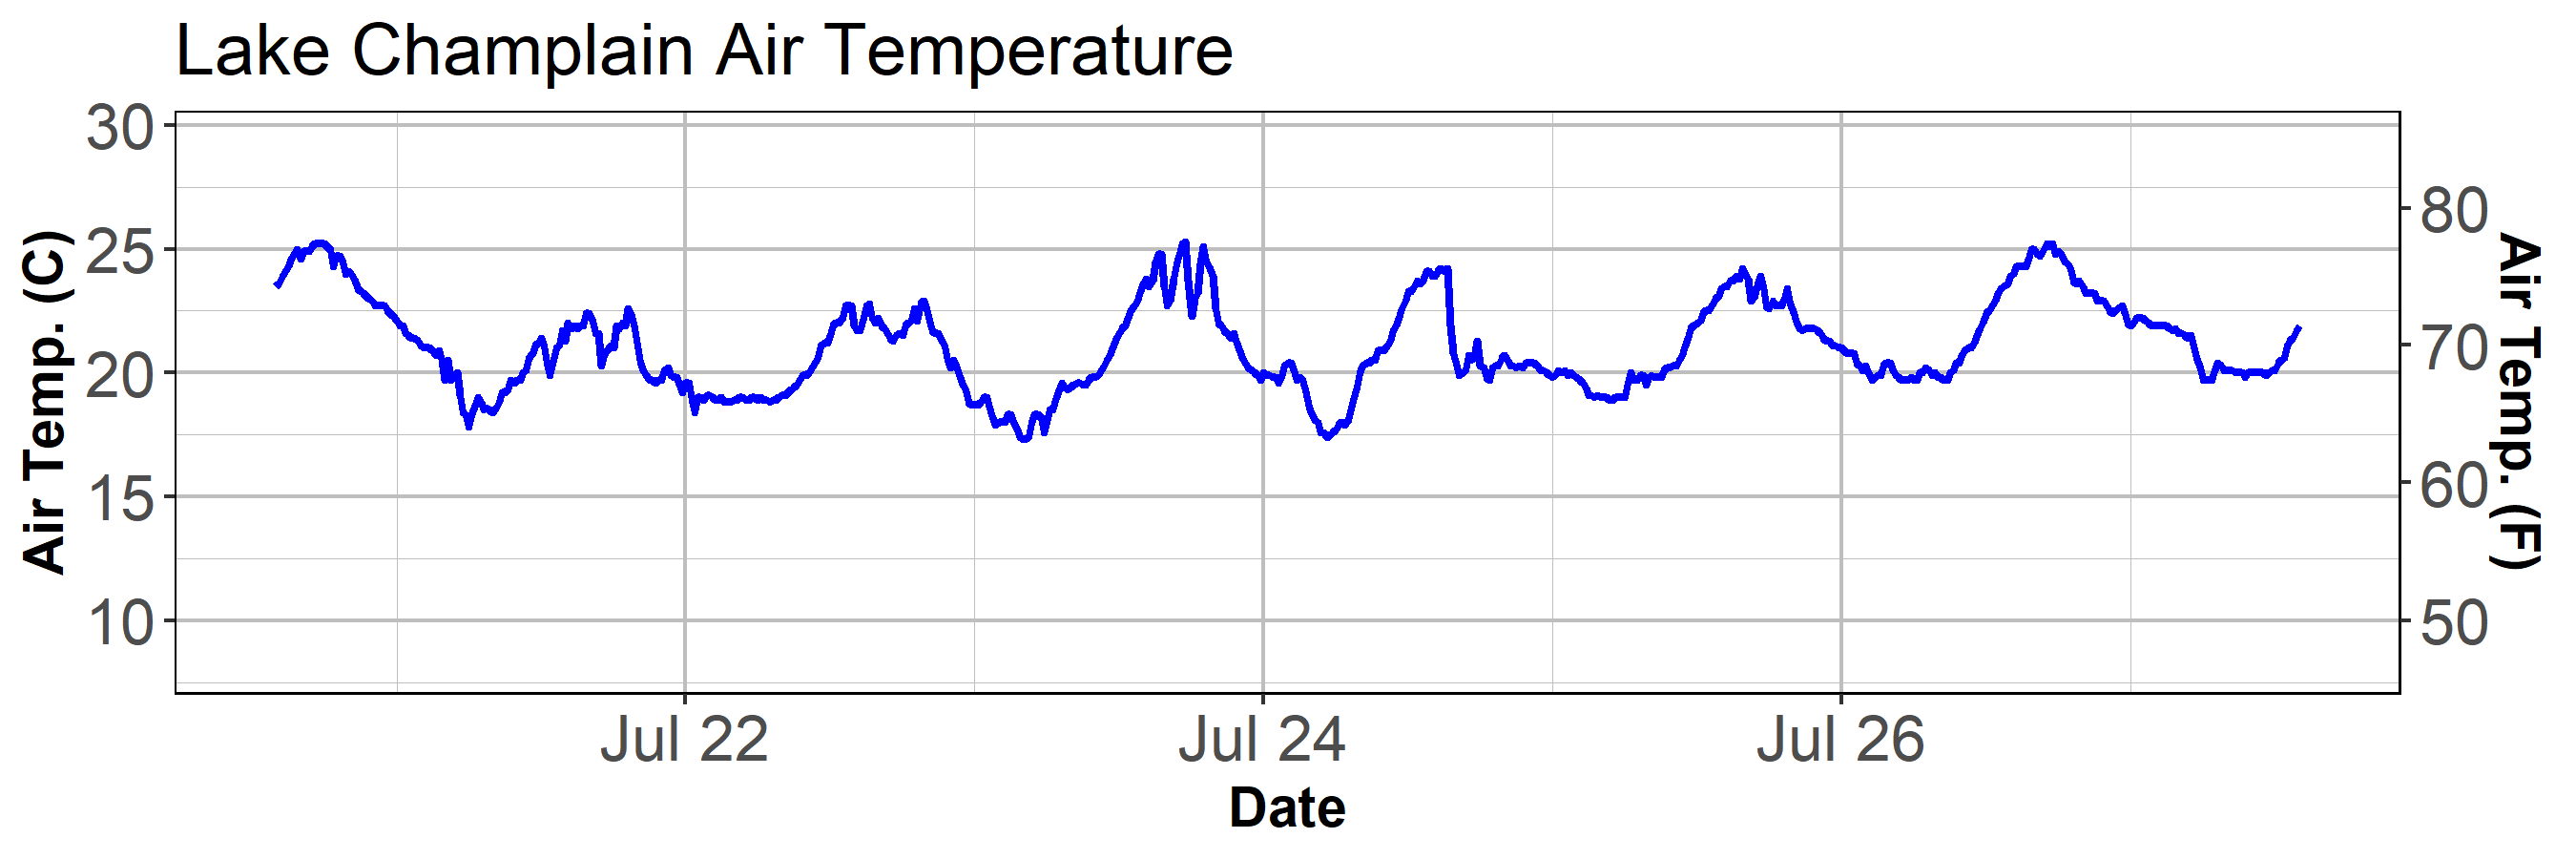 Lake Champlain Air Temperature
Air Temp. (C)
30
25
20
15
10
80
70
60
50
Air Temp. (F)
Jul 22
Jul 24
Jul 26
Date